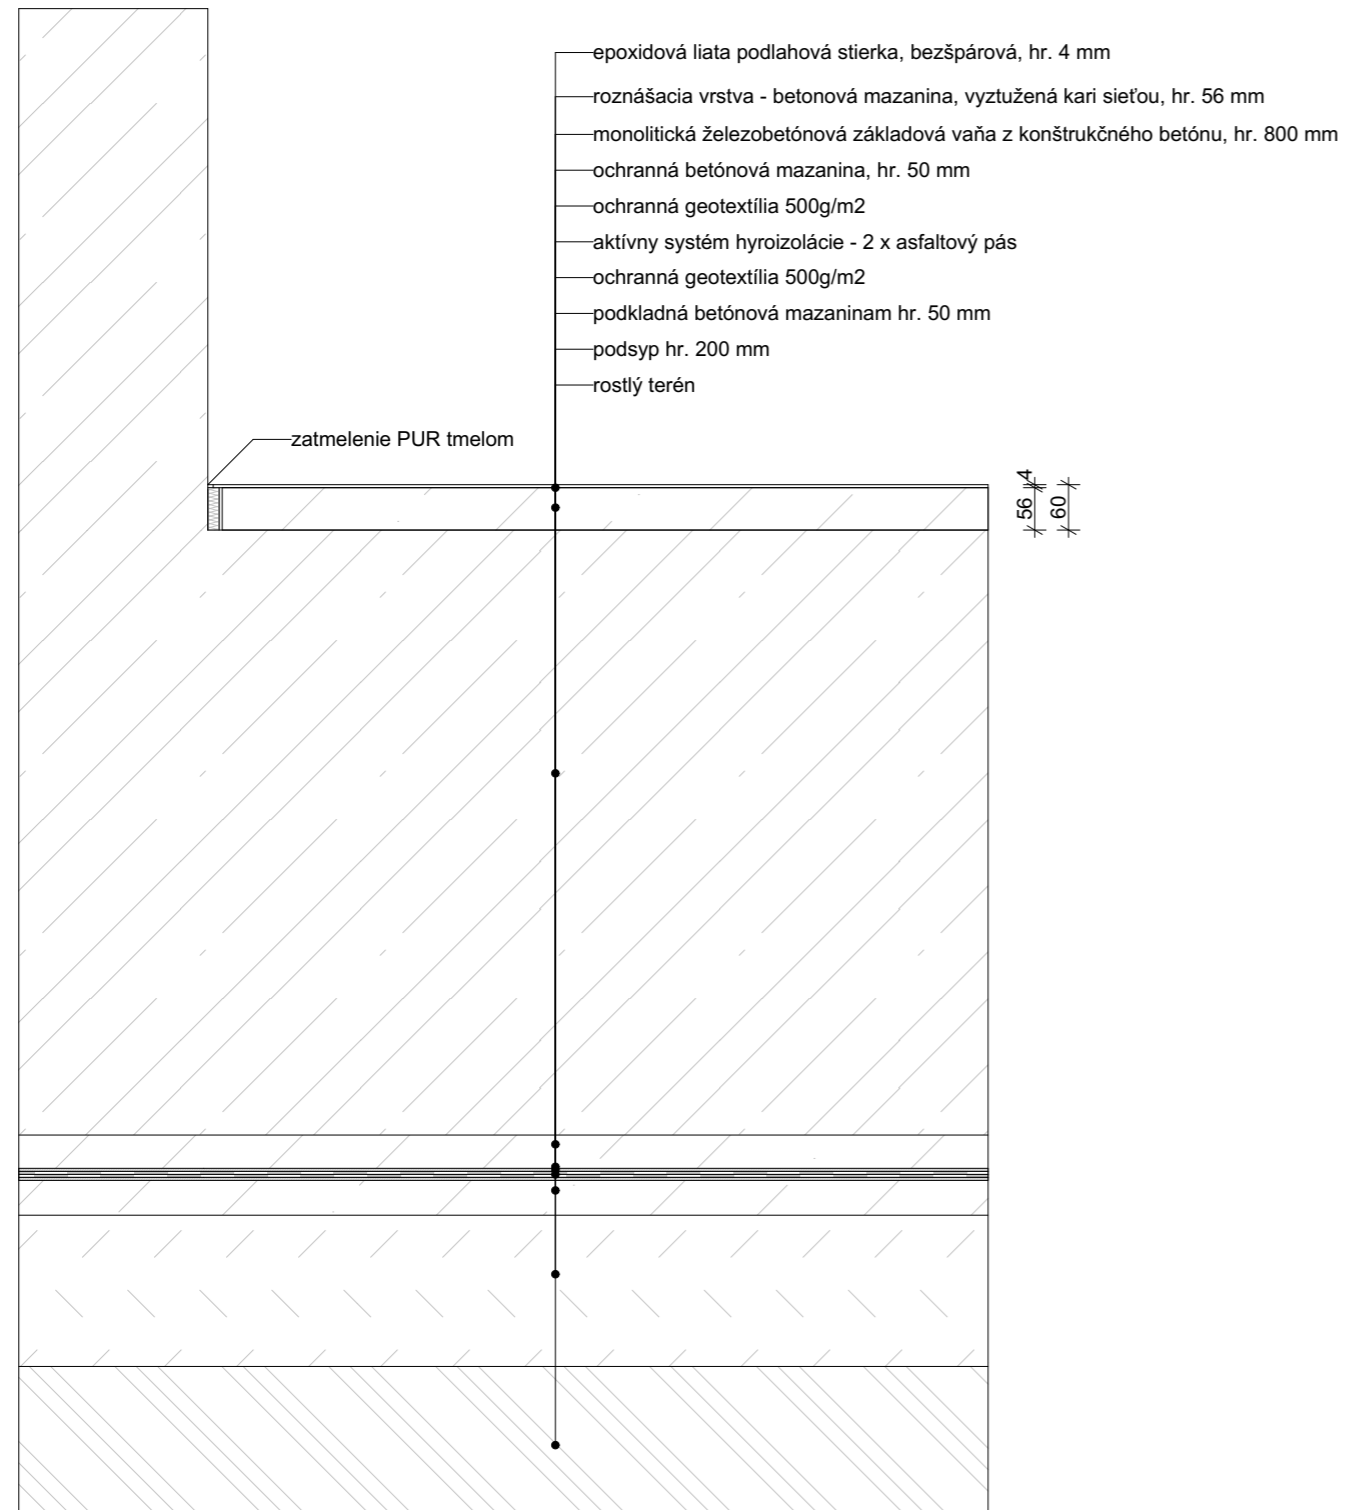 epoxidová liata podlahová stierka, bezšpárová, hr. 4 mm
roznášacia vrstva - betonová mazanina, vyztužená kari sieťou, hr. 56 mm
monolitická železobetónová základová vaňa z konštrukčného betónu, hr. 800 mm
ochranná betónová mazanina, hr. 50 mm
ochranná geotextília 500g/m2
aktívny systém hyroizolácie - 2 x asfaltový pás
ochranná geotextília 500g/m2
podkladná betónová mazaninam hr. 50 mm
podsyp hr. 200 mm
rostlý terén
zatmelenie PUR tmelom
4
56
60